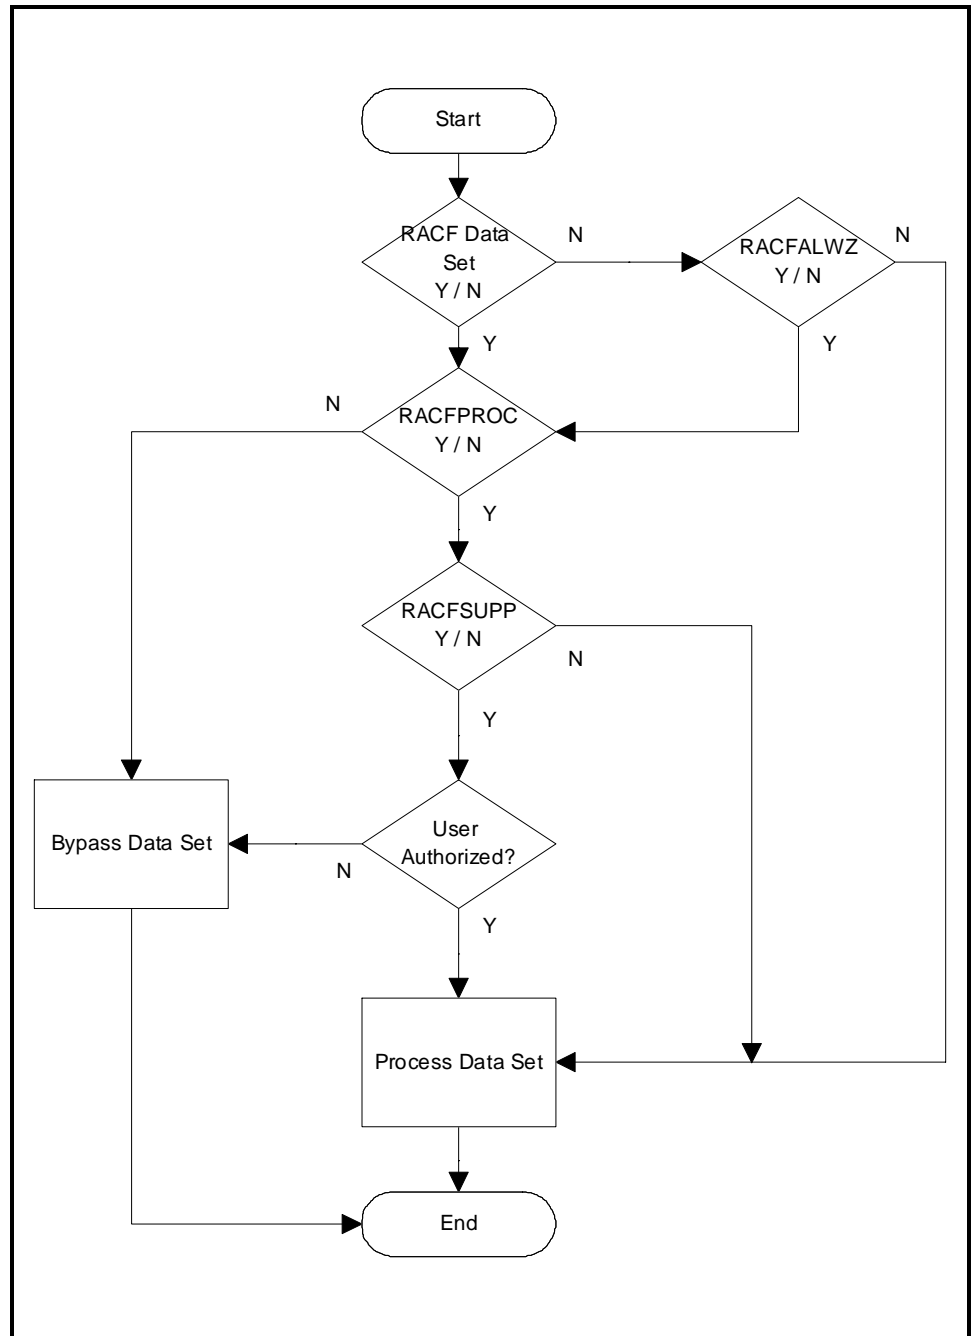 Start
RACF Data
Set
Y / N
N
RACFALWZ
Y / N
N
Y
Y
N
RACFPROC
Y / N
Y
RACFSUPP
Y / N
N
Y
Bypass Data Set
User
Authorized?
N
Y
Process Data Set
End